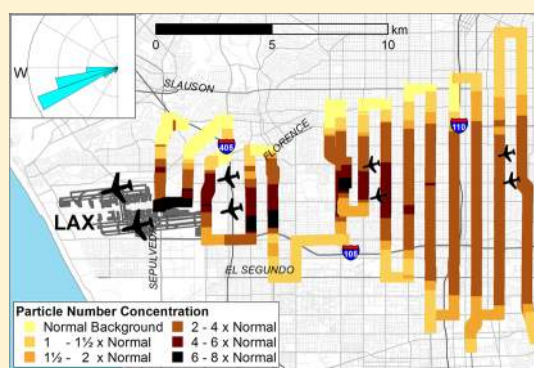 W
0 5 10
km
SLAUSON
FLORENCE
405
110
LAX
SEPULVEDA
105
EL SEGUNDO
Particle Number Concentration
Normal Background
1 - 1½ x Normal
1½ - 2 x Normal
2 - 4 x Normal
4 - 6 x Normal
6 - 8 x Normal